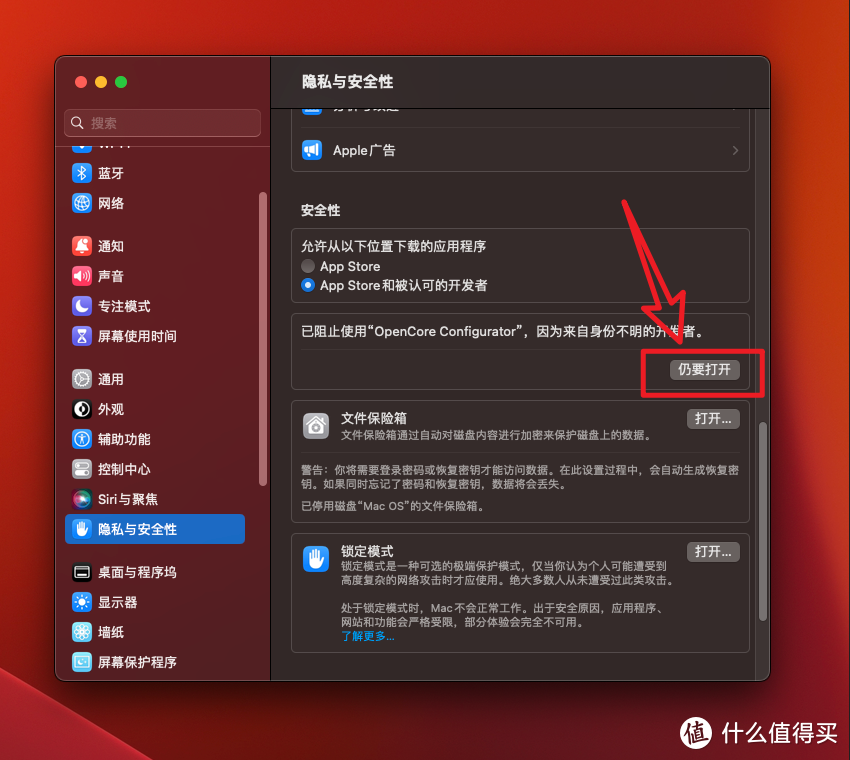 隐私与安全性
搜索
蓝牙
网络
通知
声音
专注模式
屏幕使用时间
通用
外观
辅助功能
控制中心
Siri与聚焦
隐私与安全性
桌面与程序坞
显示器
墙纸
屏幕保护程序
Apple广告
安全性
允许从以下位置下载的应用程序
App Store
App Store和被认可的开发者
已阻止使用“OpenCore Configurator”，因为来自身份不明的开发者。
仍要打开
文件保险箱
打开...
文件保险箱通过自动对磁盘内容进行加密来保护磁盘上的数据。
警告：你将需要登录密码或恢复密钥才能访问数据。在此设置过程中，会自动生成恢复密
钥。如果同时忘记了密码和恢复密钥，数据将会丢失。
已停用磁盘“Mac OS”的文件保险箱。
锁定模式
打开...
锁定模式是一种可选的极端保护模式，仅当你认为个人可能遭受到
高度复杂的网络攻击时才应使用。绝大多数人从未遭受过此类攻击。
处于锁定模式时，Mac不会正常工作。出于安全原因，应用程序、
网站和功能会严格受限，部分体验会完全不可用。
了解更多...
值 什么值得买